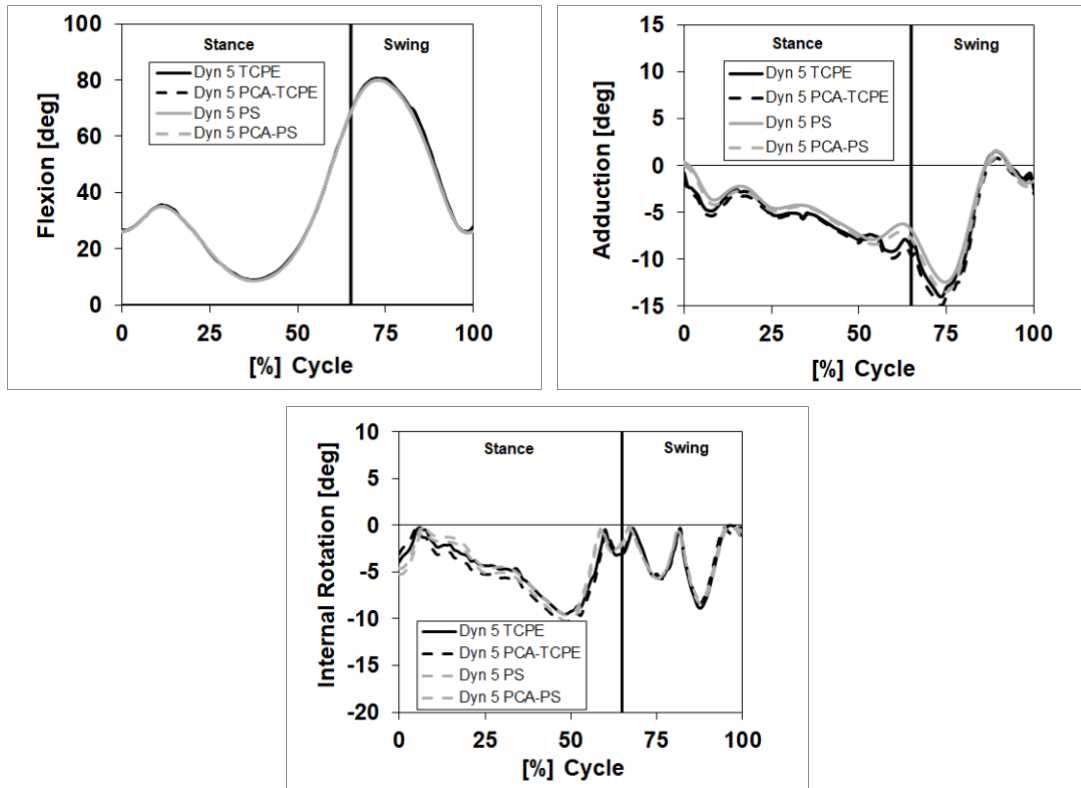 100
80
60
40
20
0
Flexion [deg]
Stance
Swing
Dyn 5 TCPE
Dyn 5 PCA-TCPE
Dyn 5 PS
Dyn 5 PCA-PS
0
25
50
75
100
[%] Cycle
15
10
5
0
-5
-10
-15
Adduction [deg]
Stance
Swing
Dyn 5 TCPE
Dyn 5 PCA-TCPE
Dyn 5 PS
Dyn 5 PCA-PS
0
25
50
75
100
[%] Cycle
10
5
0
-5
-10
-15
-20
Internal Rotation [deg]
Stance
Swing
Dyn 5 TCPE
Dyn 5 PCA-TCPE
Dyn 5 PS
Dyn 5 PCA-PS
0
25
50
75
100
[%] Cycle